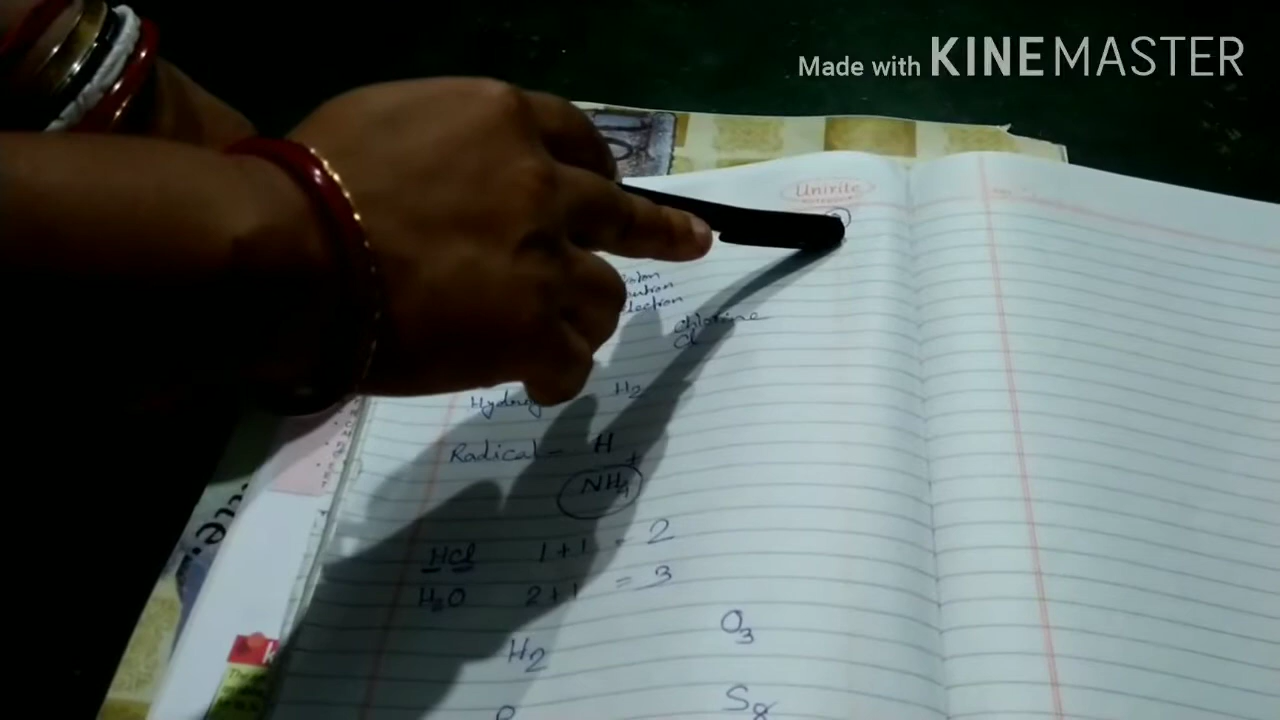 Made with KINEMASTER
Unirite
Chlorine
Cl
H2
Radical - H
NH4+
HCl 1+1 = 2
H2O 2+1 = 3
O3
H2
S8